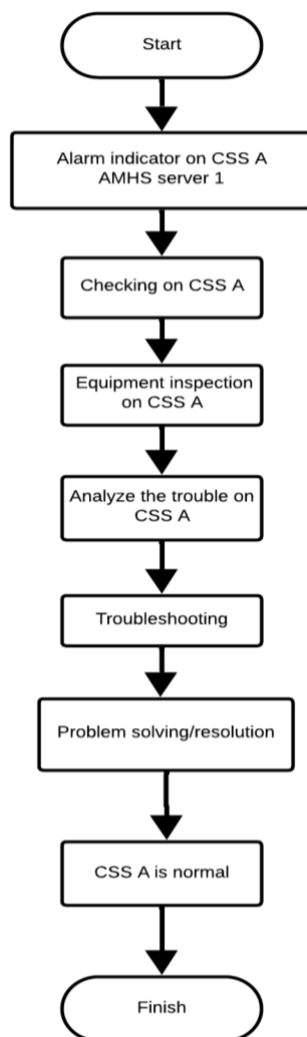 Start
Alarm indicator on CSS A
AMHS server 1
Checking on CSS A
Equipment inspection
on CSS A
Analyze the trouble on
CSS A
Troubleshooting
Problem solving/resolution
CSS A is normal
Finish